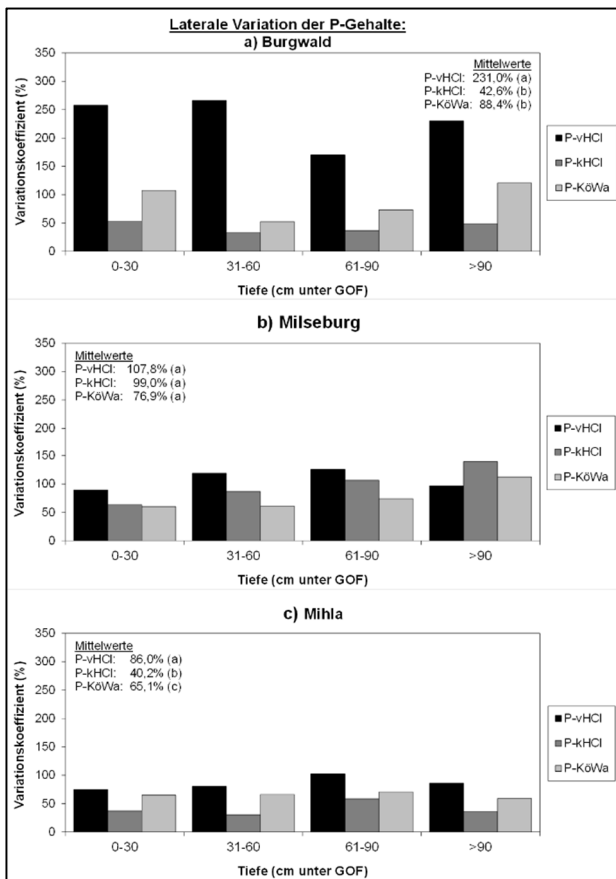 Laterale Variation der P-Gehalte:
a) Burgwald
Variationskoeffizient (%)
350
300
250
200
150
100
50
0
Mittelwerte
P-vHCl: 231,0% (a)
P-kHCl: 42,6% (b)
P-KöWa: 88,4% (b)
P-vHCl
P-kHCl
P-KöWa
0-30
31-60
61-90
>90
Tiefe (cm unter GOF)
b) Milseburg
Variationskoeffizient (%)
350
300
250
200
150
100
50
0
Mittelwerte
P-vHCl: 107,8% (a)
P-kHCl: 99,0% (a)
P-KöWa: 76,9% (a)
P-vHCl
P-kHCl
P-KöWa
0-30
31-60
61-90
>90
Tiefe (cm unter GOF)
c) Mihla
Variationskoeffizient (%)
350
300
250
200
150
100
50
0
Mittelwerte
P-vHCl: 86,0% (a)
P-kHCl: 40,2% (b)
P-KöWa: 65,1% (c)
P-vHCl
P-kHCl
P-KöWa
0-30
31-60
61-90
>90
Tiefe (cm unter GOF)